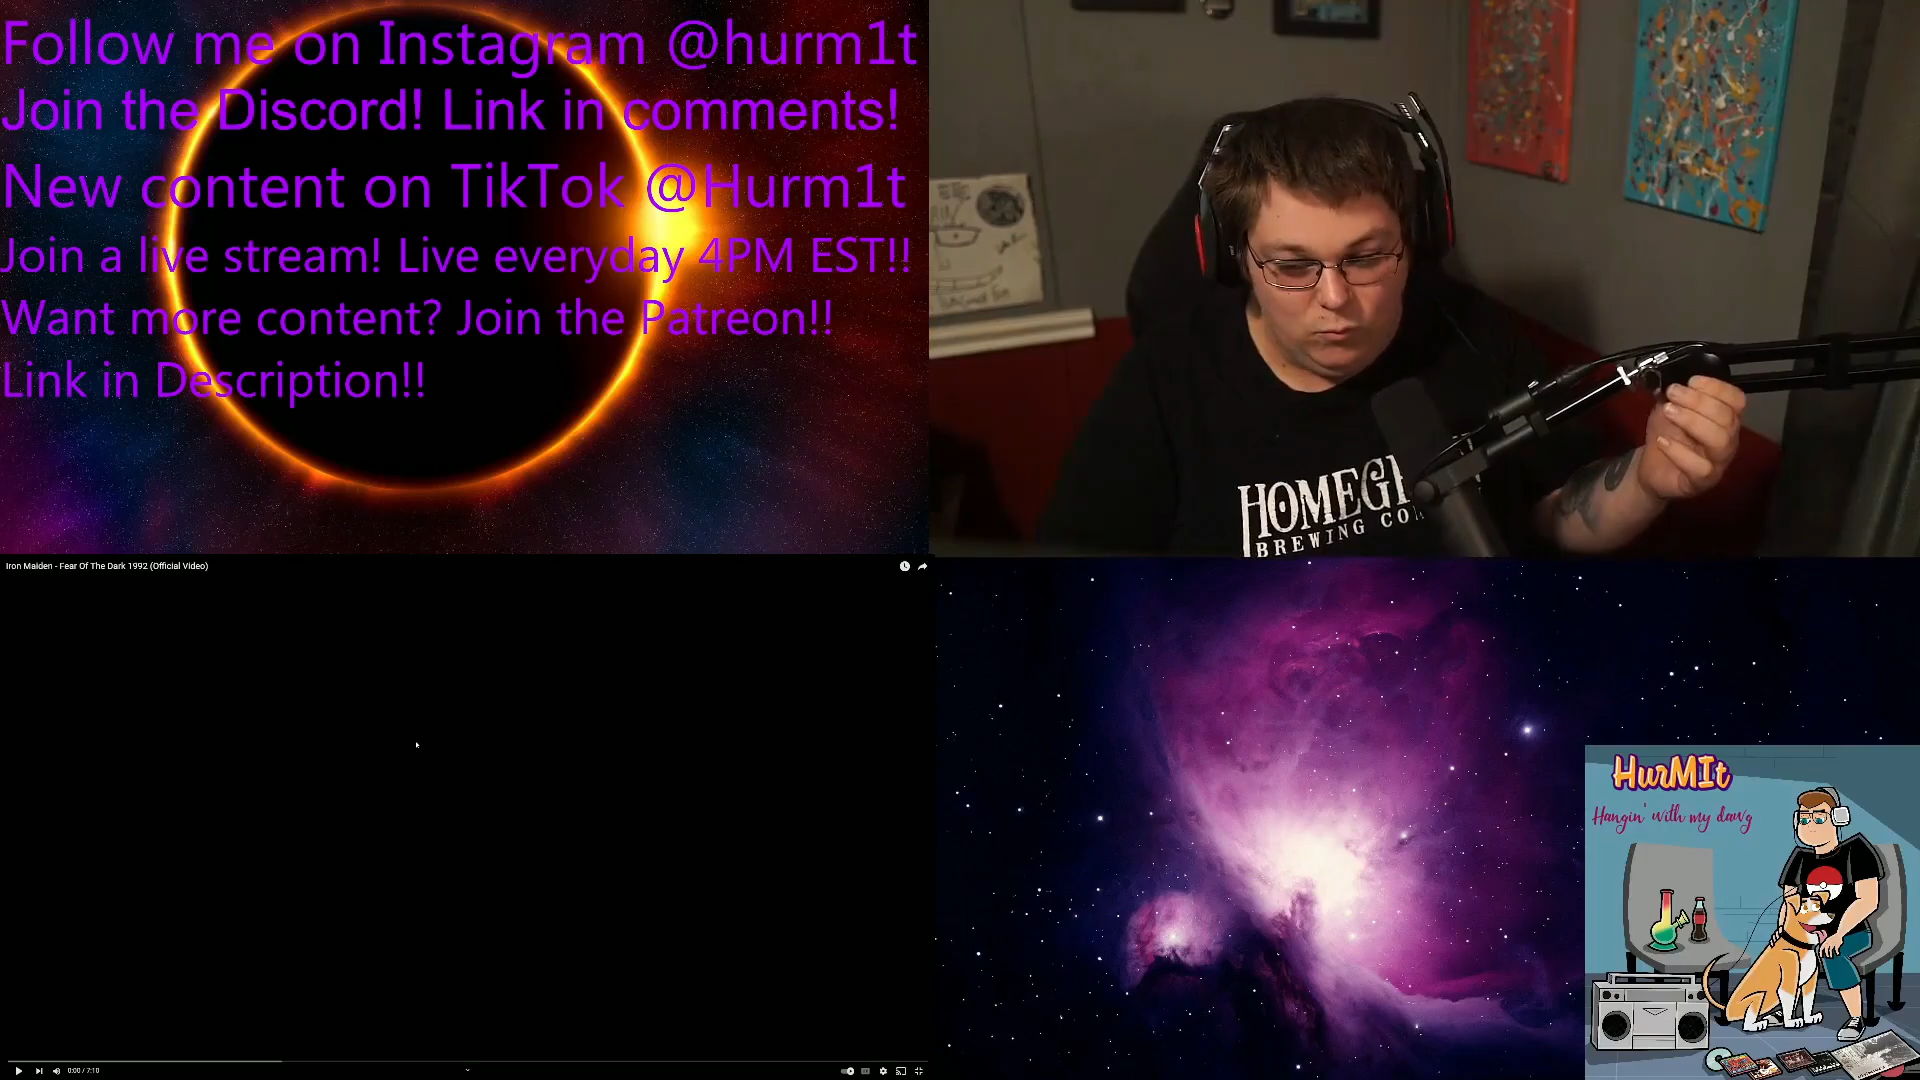 Follow me on Instagram @hurm1t
Join the Discord! Link in comments!
New content on TikTok @Hurm1t
Join a live stream! Live everyday 4PM EST!!
Want more content? Join the Patreon!!
Link in Description!!
HOMEG
BREWING CO
Iron Maiden - Fear Of The Dark 1992 (Official Video)
HurMIt
Hangin' with my dawg
0:00 / 7:10